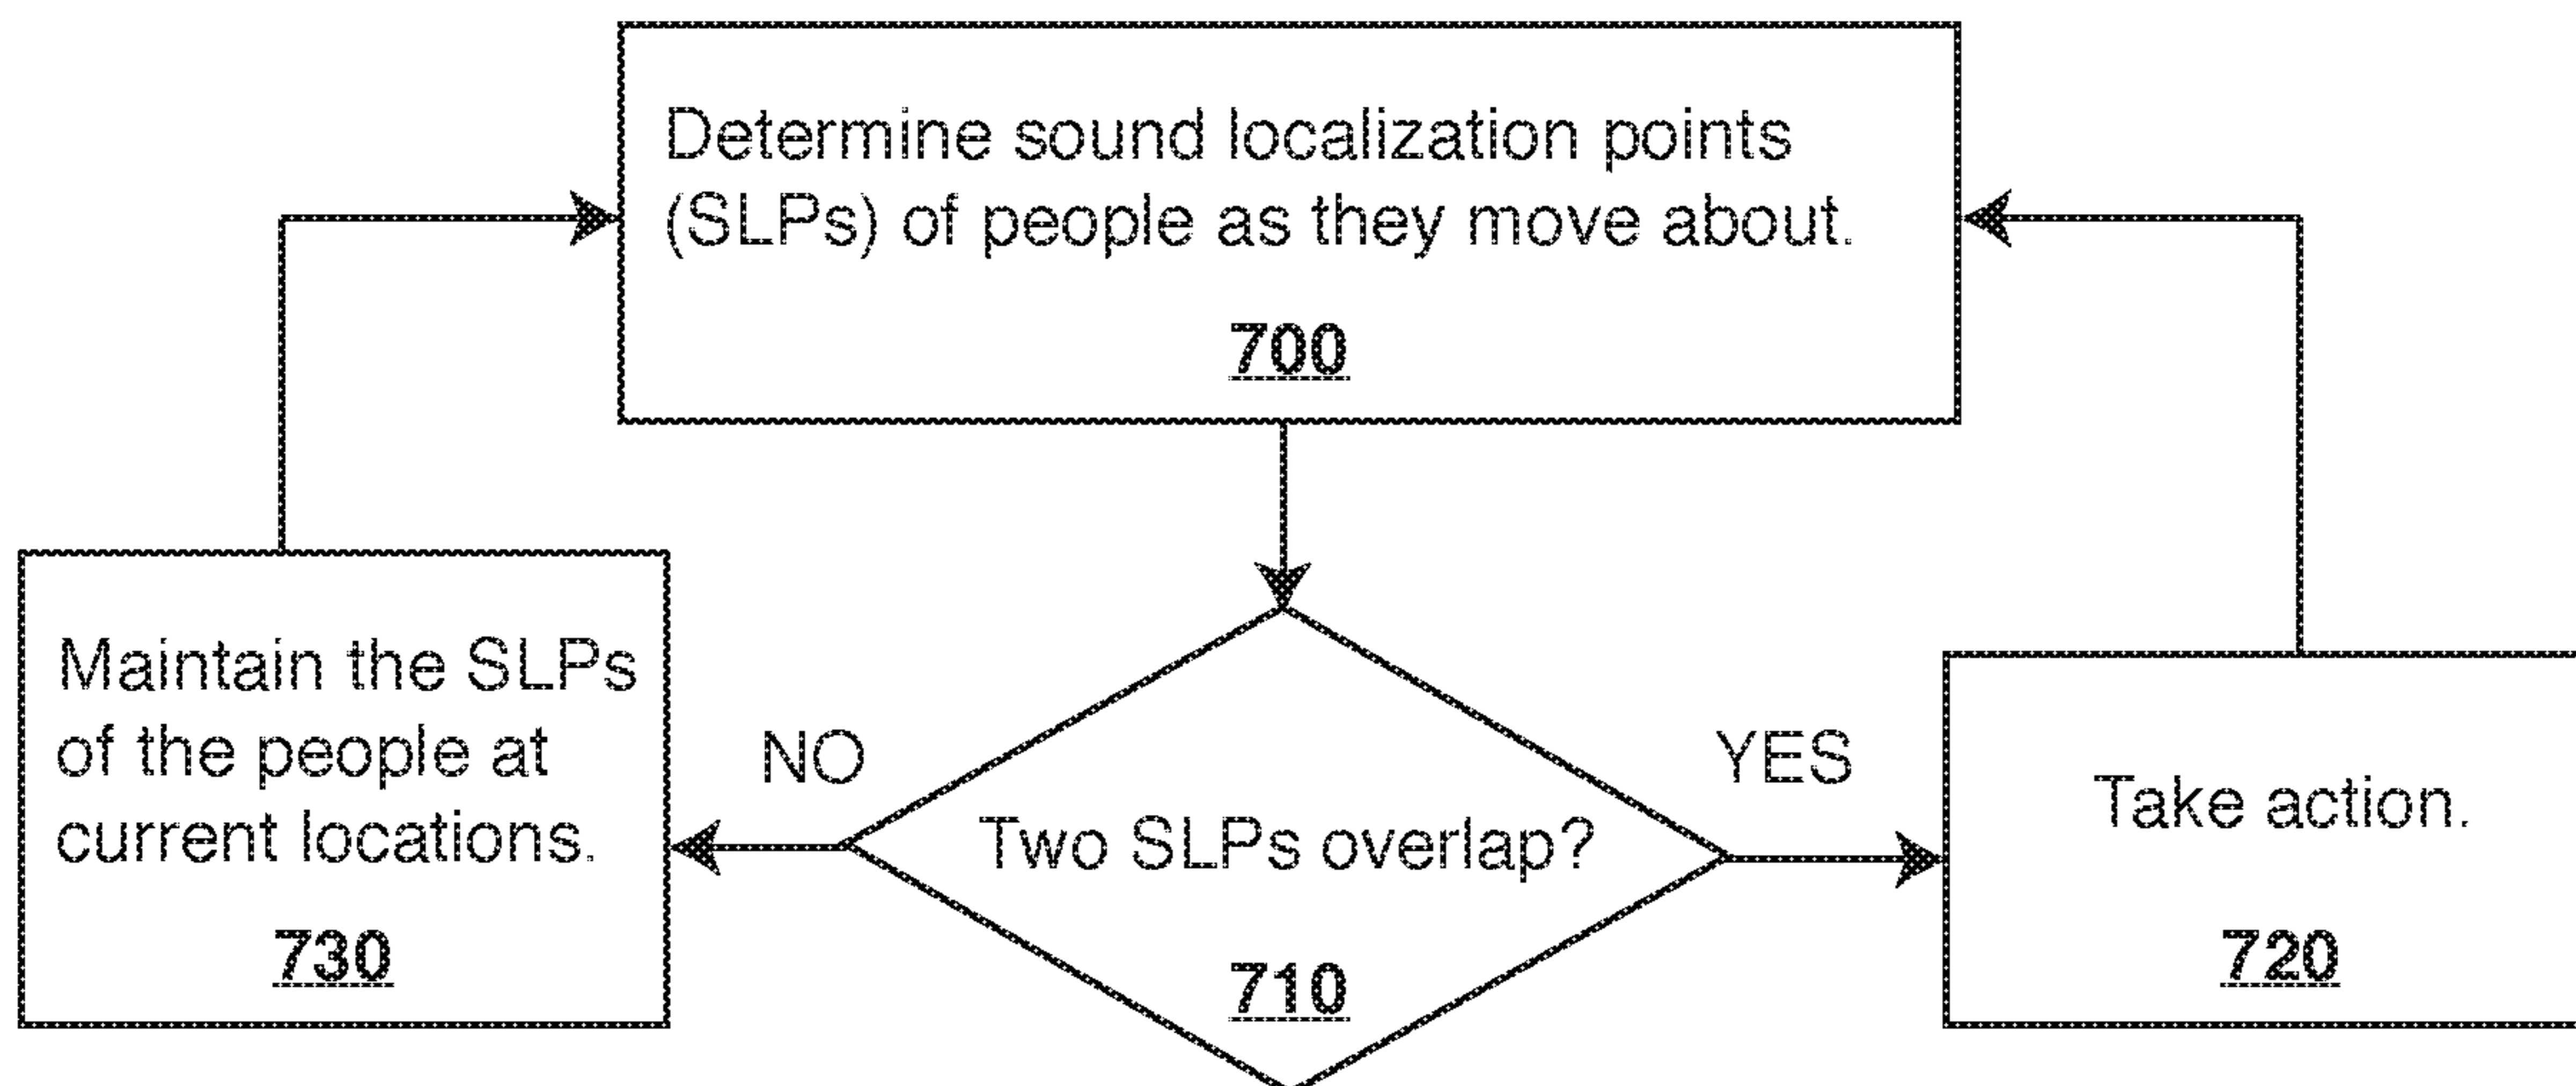 Determine sound localization points
(SLPs) of people as they move about.
700
Maintain the SLPs
of the people at
current locations.
730
NO
Two SLPs overlap?
710
YES
Take action.
720